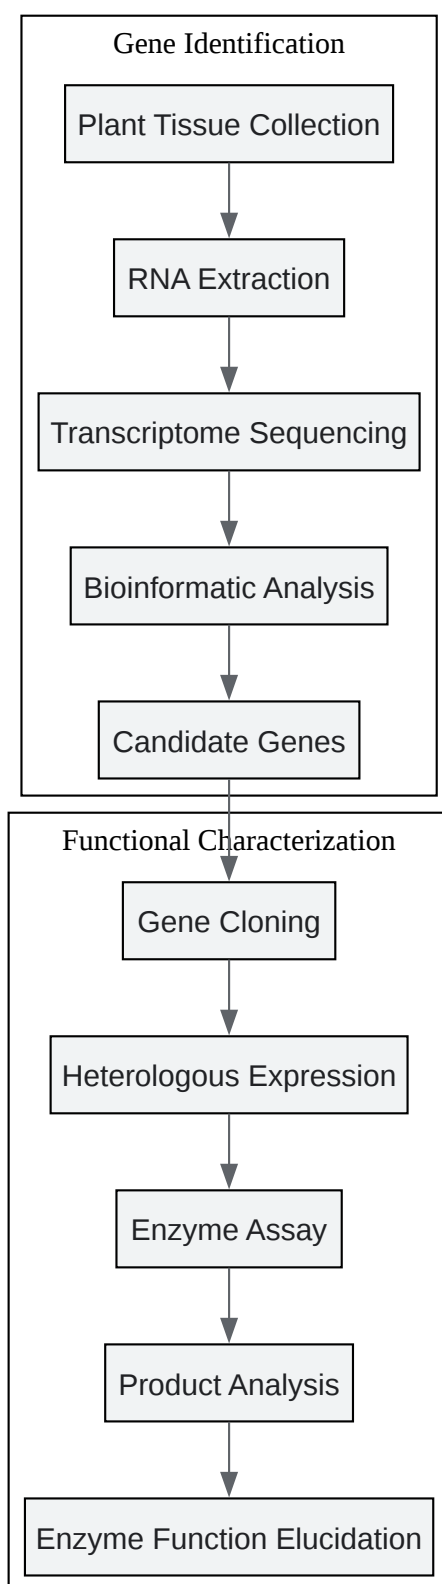 Gene Identification
Plant Tissue Collection
RNA Extraction
Transcriptome Sequencing
Bioinformatic Analysis
Candidate Genes
Functional Characterization
Gene Cloning
Heterologous Expression
Enzyme Assay
Product Analysis
Enzyme Function Elucidation